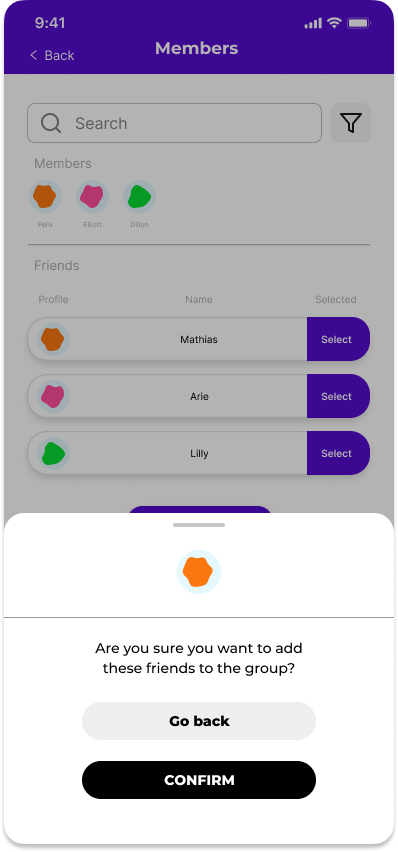 9:41
Back
Members
Search
Members
Felix
Elliott
Dillon
Friends
Profile Name Selected
Mathias Select
Arie Select
Lilly Select
Are you sure you want to add
these friends to the group?
Go back
CONFIRM